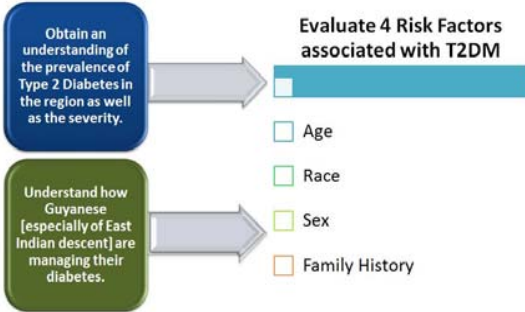 Obtain an
understanding of
the prevalence of
Type 2 Diabetes in
the region as well
as the severity.
Understand how
Guyanese
[especially of East
Indian descent] are
managing their
diabetes.
Evaluate 4 Risk Factors
associated with T2DM
Age
Race
Sex
Family History